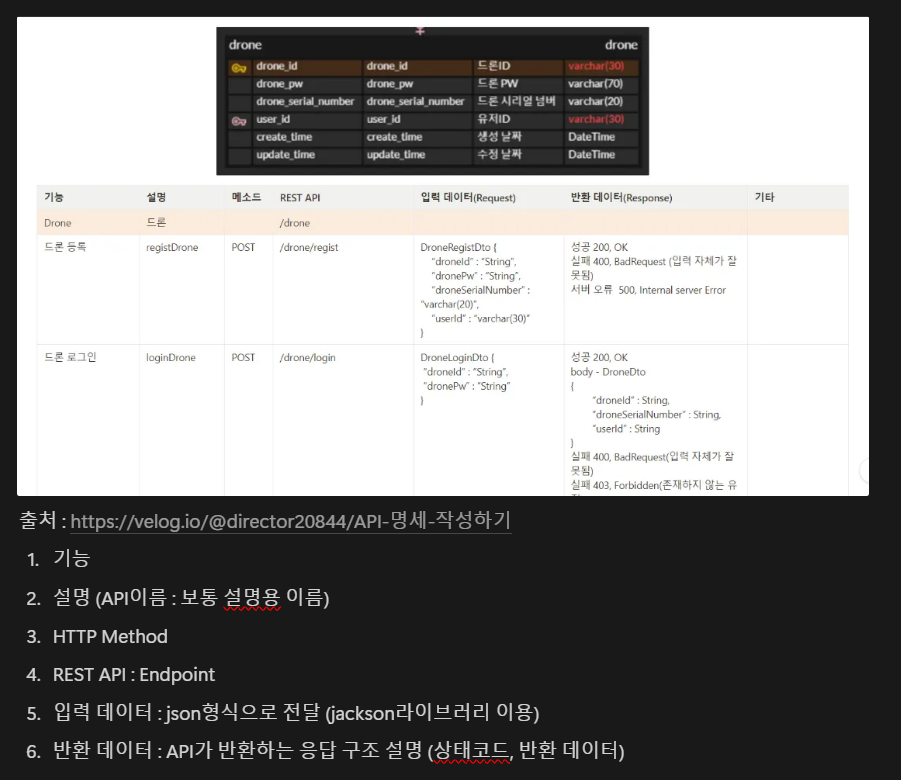 drone drone
drone_id drone_id 드론ID varchar(30)
drone_pw drone_pw 드론 PW varchar(70)
drone_serial_number drone_serial_number 드론 시리얼 넘버 varchar(20)
user_id user_id 유저ID varchar(30)
create_time create_time 생성 날짜 DateTime
update_time update_time 수정 날짜 DateTime
기능 설명 메소드 REST API 입력 데이터(Request) 반환 데이터(Response) 기타
Drone 드론 /drone
드론 등록 registDrone POST /drone/regist
DroneRegistDto {
"droneId" : "String",
"dronePw" : "String",
"droneSerialNumber" :
"varchar(20)",
"userId" : "varchar(30)"
}
성공 200, OK
실패 400, BadRequest (입력 자체가 잘
못됨)
서버 오류 500, Internal server Error
드론 로그인 loginDrone POST /drone/login
DroneLoginDto {
"droneId" : "String",
"dronePw" : "String"
}
성공 200, OK
body - DroneDto
{
"droneId" : String,
"droneSerialNumber" : String,
"userId" : String
}
실패 400, BadRequest(입력 자체가 잘
못됨)
실패 403, Forbidden(존재하지 않는 유
출처 : https://velog.io/@director20844/API-명세-작성하기
1. 기능
2. 설명 (API이름 : 보통 설명용 이름)
3. HTTP Method
4. REST API : Endpoint
5. 입력 데이터 : json형식으로 전달 (jackson라이브러리 이용)
6. 반환 데이터 : API가 반환하는 응답 구조 설명 (상태코드, 반환 데이터)